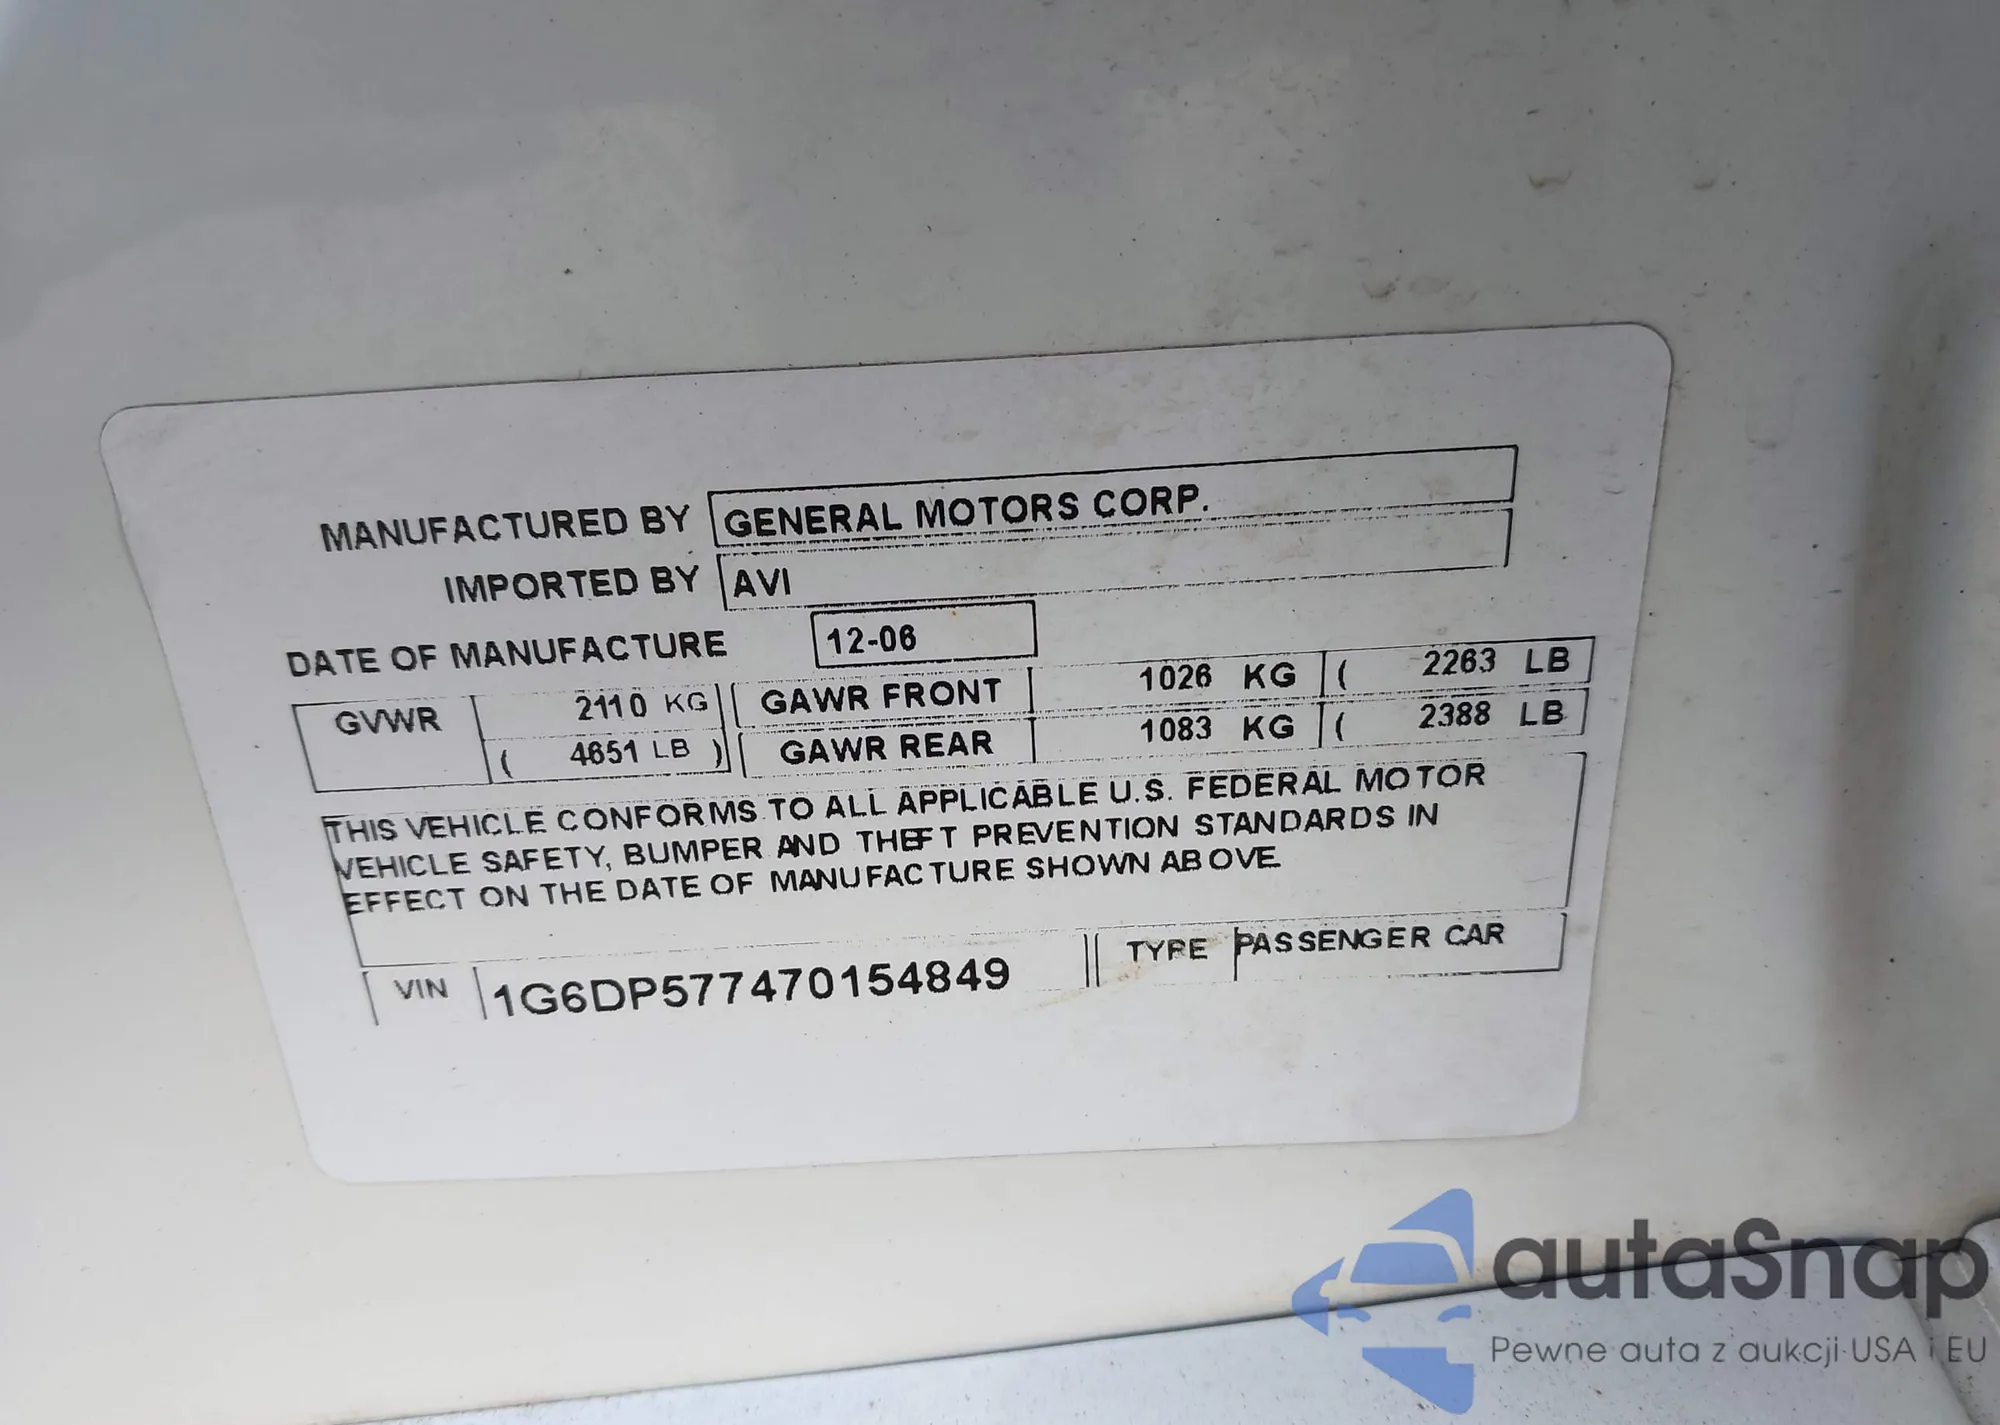 MANUFACTURED BY GENERAL MOTORS CORP.
IMPORTED BY AVI
DATE OF MANUFACTURE 12-06
GVWR 2110 KG ( 4651 LB )
GAWR FRONT 1026 KG ( 2263 LB
GAWR REAR 1083 KG ( 2388 LB
THIS VEHICLE CONFORMS TO ALL APPLICABLE U.S. FEDERAL MOTOR
VEHICLE SAFETY, BUMPER AND THEFT PREVENTION STANDARDS IN
EFFECT ON THE DATE OF MANUFACTURE SHOWN ABOVE.
VIN 1G6DP577470154849 TYPE PASSENGER CAR
autaSnap
Pewne auta z aukcji USA i EU